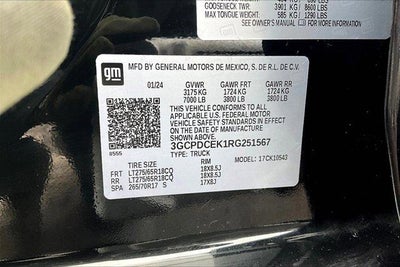 GOOSENECK TWR: 3901 KG/ 8600 LBS
MAX TONGUE WEIGHT: 585 KG/ 1290 LBS
SEE OWNER'S MANUAL FOR MORE INFORMATION
gm
MFD BY GENERAL MOTORS DE MEXICO, S. DE R.L. DE C.V.
01/24 GVWR GAWR FRT GAWR RR
3175 KG 1724 KG 1724 KG
7000 LB 3800 LB 3800 LB
THIS VEHICLE CONFORMS TO ALL
APPLICABLE U.S. FEDERAL MOTOR
VEHICLE SAFETY STANDARDS IN
EFFECT ON THE DATE OF
MANUFACTURE SHOWN ABOVE.
3GCPDCEK1RG251567
TYPE: TRUCK 17CK10543
TIRE SIZE RIM
FRT LT275/65R18CQ 18X8.5J
RR LT275/65R18CQ 18X8.5J
SPA 265/70R17 S 17X8J